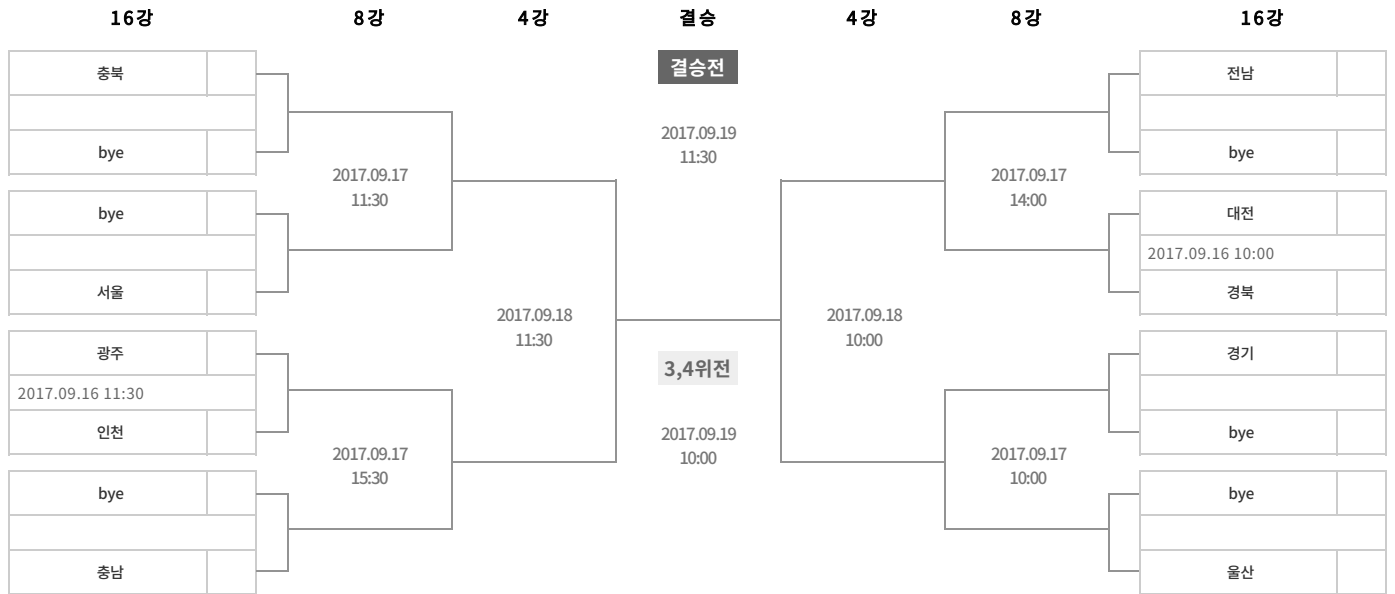 16강 8강 4강 결승 4강 8강 16강
충북
bye
bye
서울
광주
2017.09.16 11:30
인천
bye
충남
2017.09.17
11:30
2017.09.17
15:30
2017.09.18
11:30
결승전
2017.09.19
11:30
3,4위전
2017.09.19
10:00
2017.09.18
10:00
2017.09.17
14:00
2017.09.17
10:00
전남
bye
대전
2017.09.16 10:00
경북
경기
bye
bye
울산